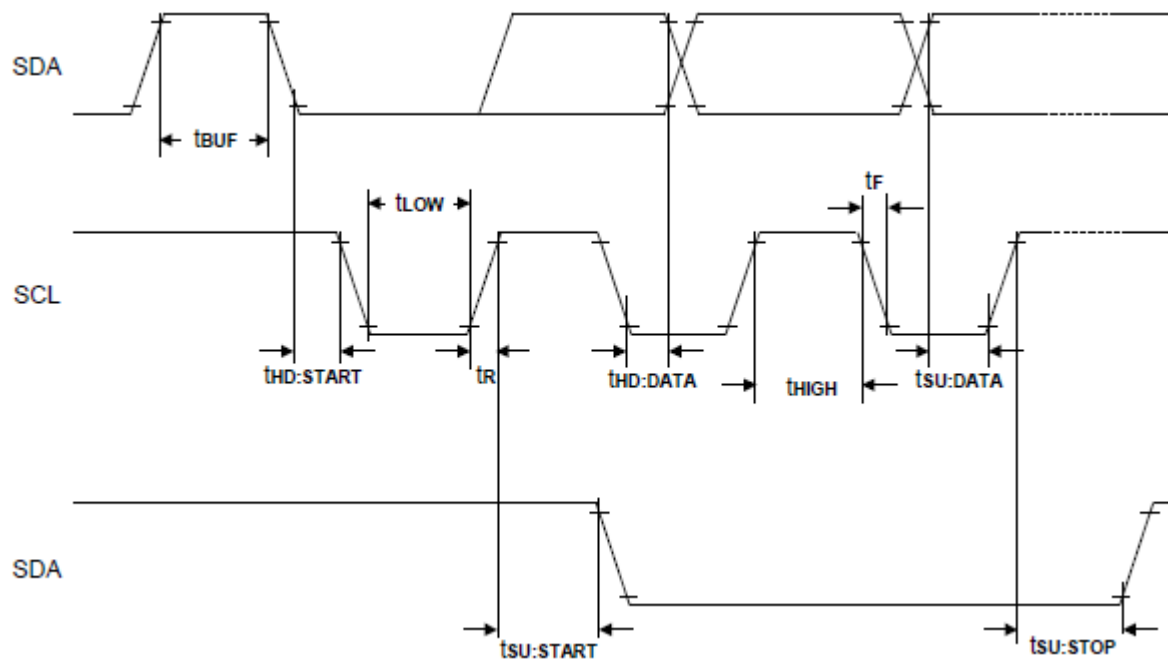 SDA
tBUF
tF
tLOW
SCL
tHD:START
tR
tHD:DATA
tHIGH
tSU:DATA
SDA
tSU:START
tSU:STOP